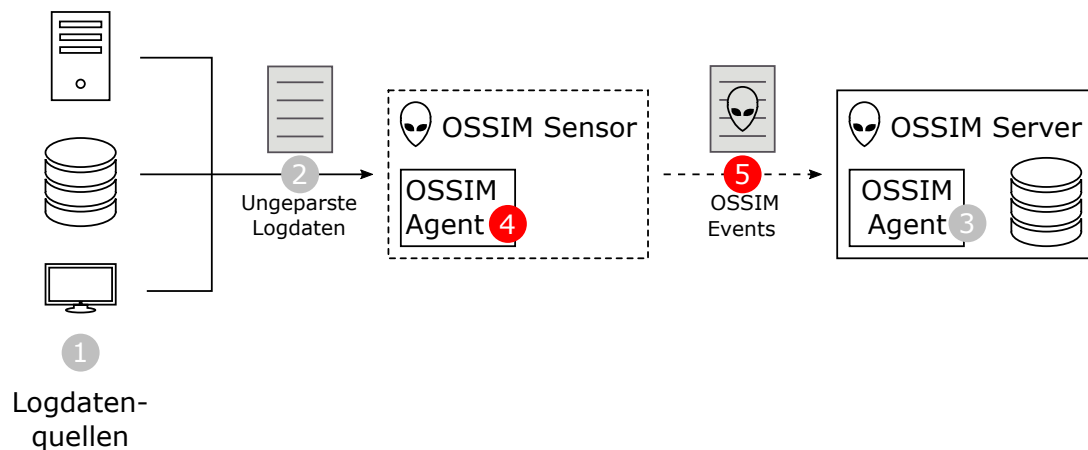 2
Ungeparste
Logdaten
OSSIM Sensor
OSSIM
Agent 4
5
OSSIM
Events
OSSIM Server
OSSIM
Agent 3
1
Logdaten-
quellen